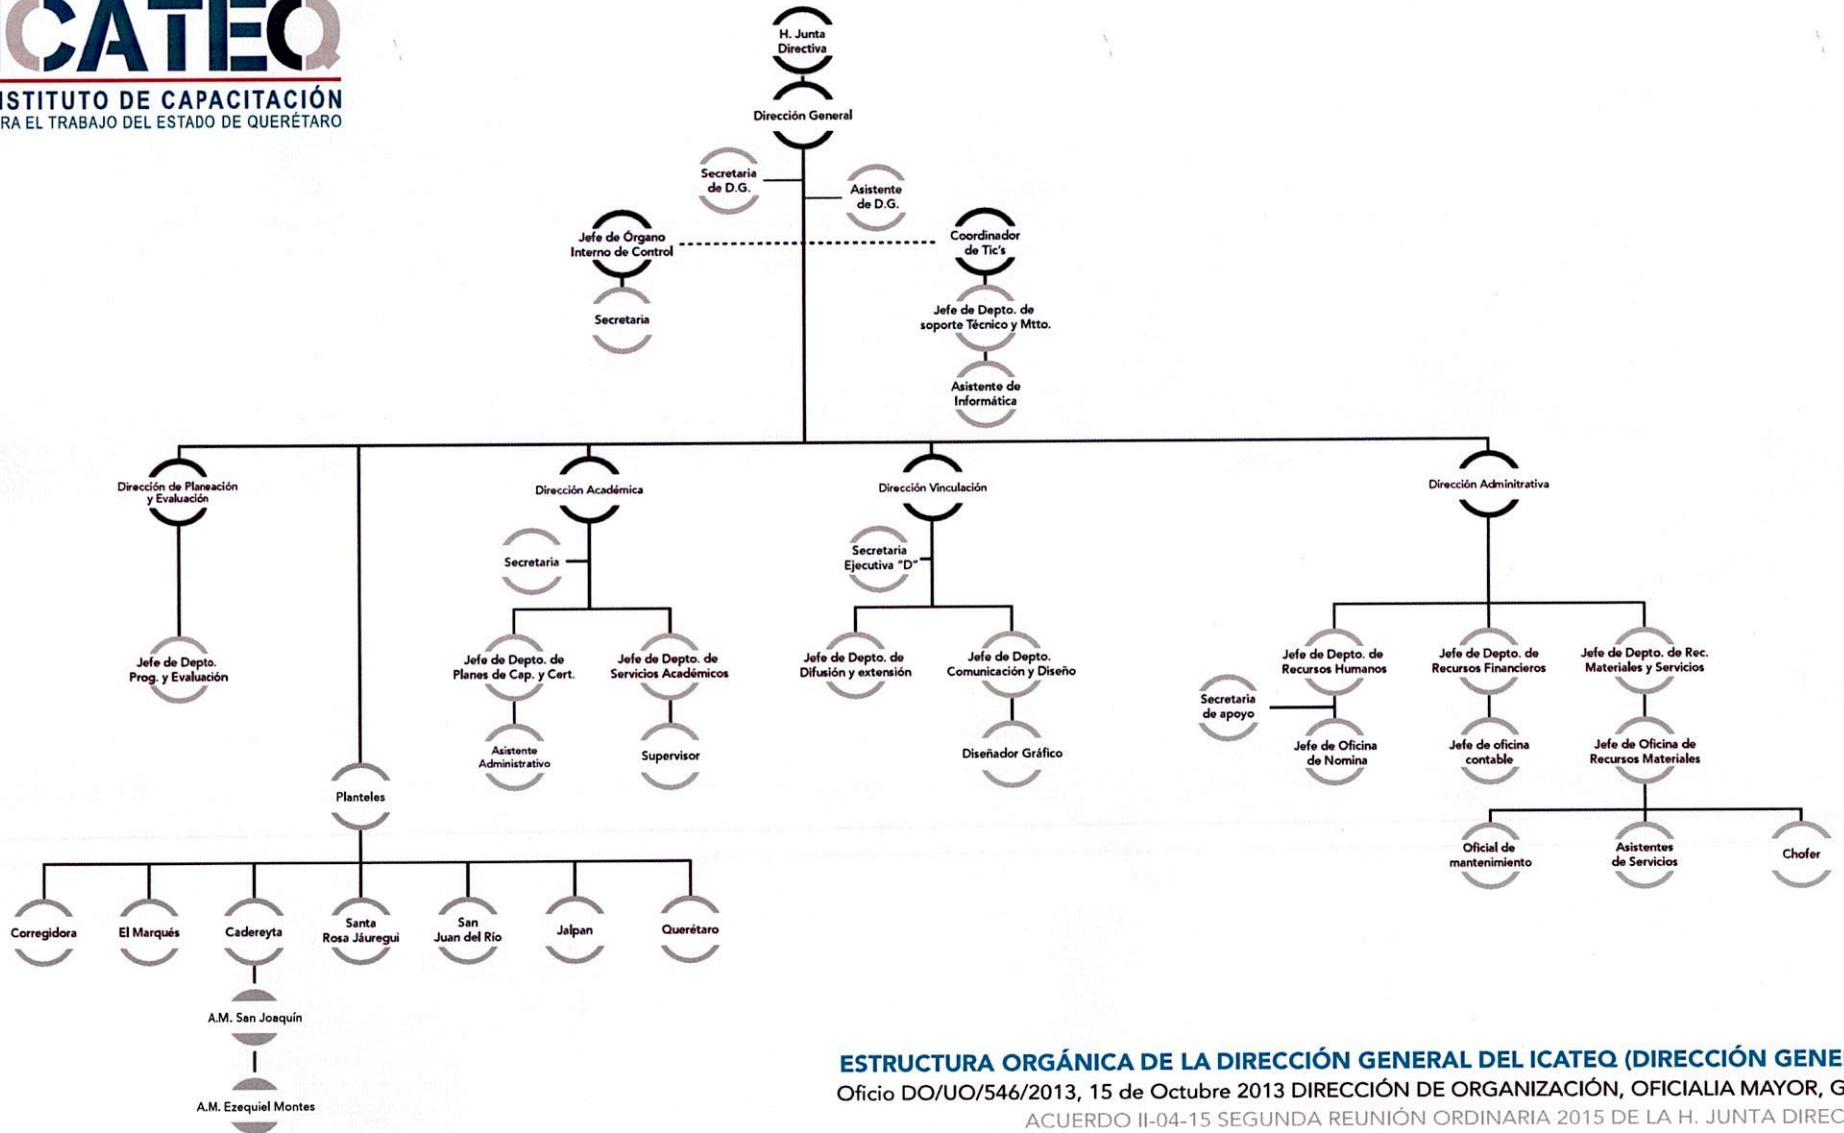 CATEQ
NSTITUTO DE CAPACITACIÓN
RA EL TRABAJO DEL ESTADO DE QUERÉTARO
H. Junta
Directiva
Dirección General
Secretaria
de D.G.
Asistente
de D.G.
Jefe de Órgano
Interno de Control
Coordinador
de Tic's
Secretaria
Jefe de Depto. de
soporte Técnico y Mtto.
Asistente de
Informática
Dirección de Planeación
y Evaluación
Dirección Académica
Dirección Vinculación
Dirección Adminitrativa
Secretaria
Secretaria
Ejecutiva "D"
Jefe de Depto.
Prog. y Evaluación
Jefe de Depto. de
Planes de Cap. y Cert.
Jefe de Depto. de
Servicios Académicos
Jefe de Depto. de
Difusión y extensión
Jefe de Depto.
Comunicación y Diseño
Jefe de Depto. de
Recursos Humanos
Jefe de Depto. de
Recursos Financieros
Jefe de Depto. de Rec.
Materiales y Servicios
Secretaria
de apoyo
Asistente
Administrativo
Supervisor
Diseñador Gráfico
Jefe de Oficina
de Nomina
Jefe de oficina
contable
Jefe de Oficina de
Recursos Materiales
Planteles
Oficial de
mantenimiento
Asistentes
de Servicios
Chofer
Corregidora
El Marqués
Cadereyta
Santa
Rosa Jáuregui
San
Juan del Río
Jalpan
Querétaro
A.M. San Joaquín
A.M. Ezequiel Montes
ESTRUCTURA ORGÁNICA DE LA DIRECCIÓN GENERAL DEL ICATEQ (DIRECCIÓN GENE
Oficio DO/UO/546/2013, 15 de Octubre 2013 DIRECCIÓN DE ORGANIZACIÓN, OFICIALIA MAYOR, G
ACUERDO II-04-15 SEGUNDA REUNIÓN ORDINARIA 2015 DE LA H. JUNTA DIREC